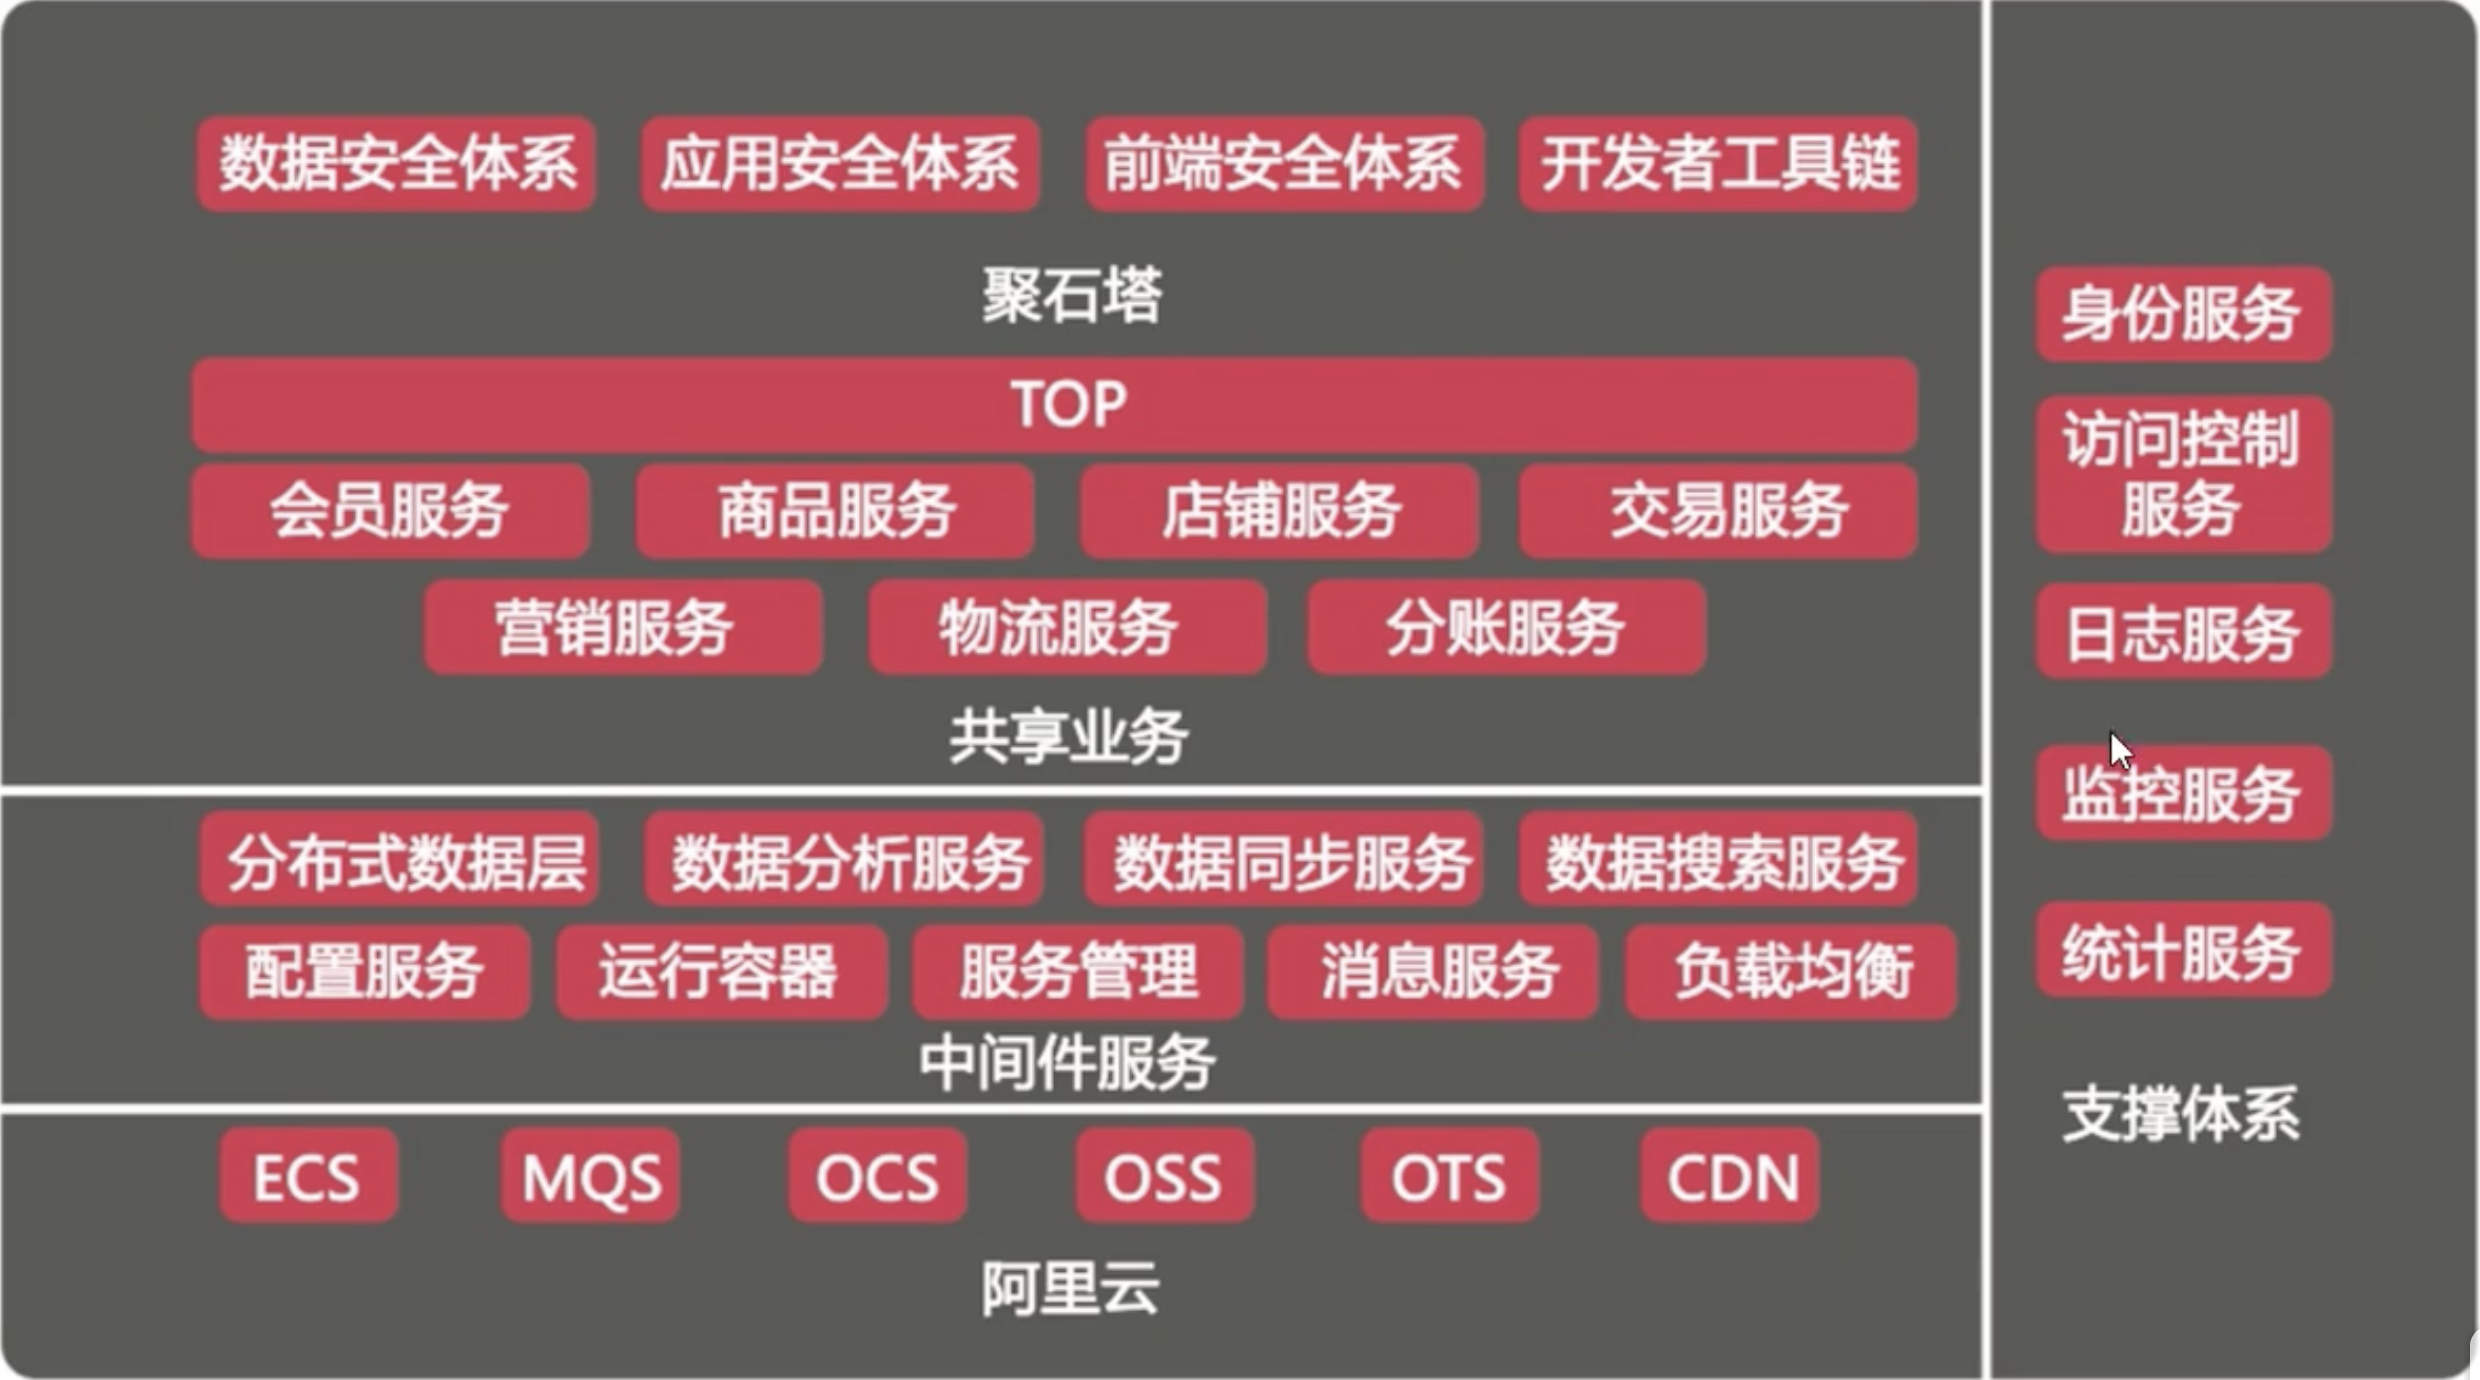 数据安全体系 应用安全体系 前端安全体系 开发者工具链
聚石塔
TOP
会员服务 商品服务 店铺服务 交易服务
营销服务 物流服务 分账服务
共享业务
分布式数据层 数据分析服务 数据同步服务 数据搜索服务
配置服务 运行容器 服务管理 消息服务 负载均衡
中间件服务
ECS MQS OCS OSS OTS CDN
阿里云
身份服务
访问控制
服务
日志服务
监控服务
统计服务
支撑体系